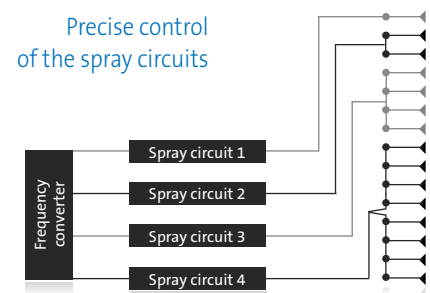 Precise control
of the spray circuits
Frequency
converter
Spray circuit 1
Spray circuit 2
Spray circuit 3
Spray circuit 4